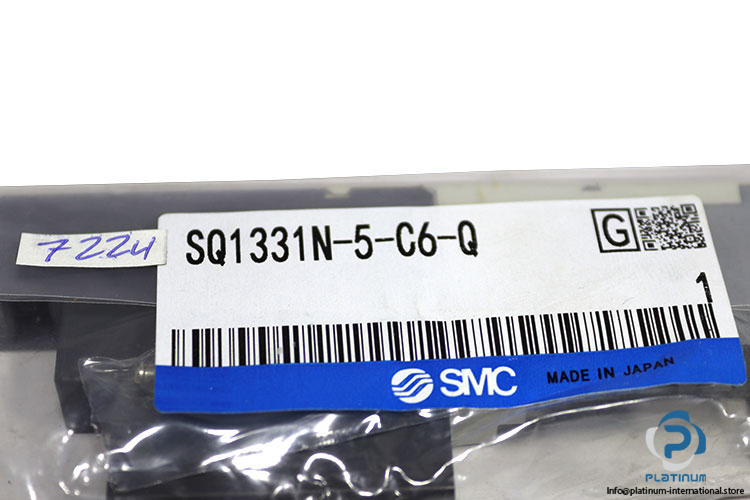 7224
SQ1331N-5-C6-Q
G
1
SMC
MADE IN JAPAN
PLATINUM
Info@platinum-international.store